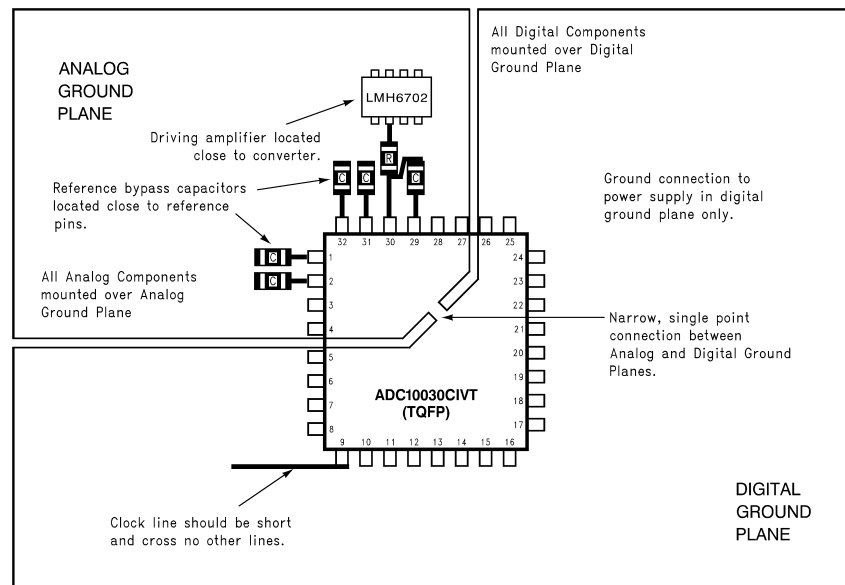 All Digital Components
mounted over Digital
Ground Plane
ANALOG
GROUND
PLANE
LMH6702
Driving amplifier located
close to converter.
R
C
C
C
Reference bypass capacitors
located close to reference
pins.
Ground connection to
power supply in digital
ground plane only.
32 31 30 29 28 27 26 25
C
C
All Analog Components
mounted over Analog
Ground Plane
1
2
3
4
5
6
7
8
24
23
22
21
20
19
18
17
Narrow, single point
connection between
Analog and Digital Ground
Planes.
ADC10030CIVT
(TQFP)
9 10 11 12 13 14 15 16
Clock line should be short
and cross no other lines.
DIGITAL
GROUND
PLANE